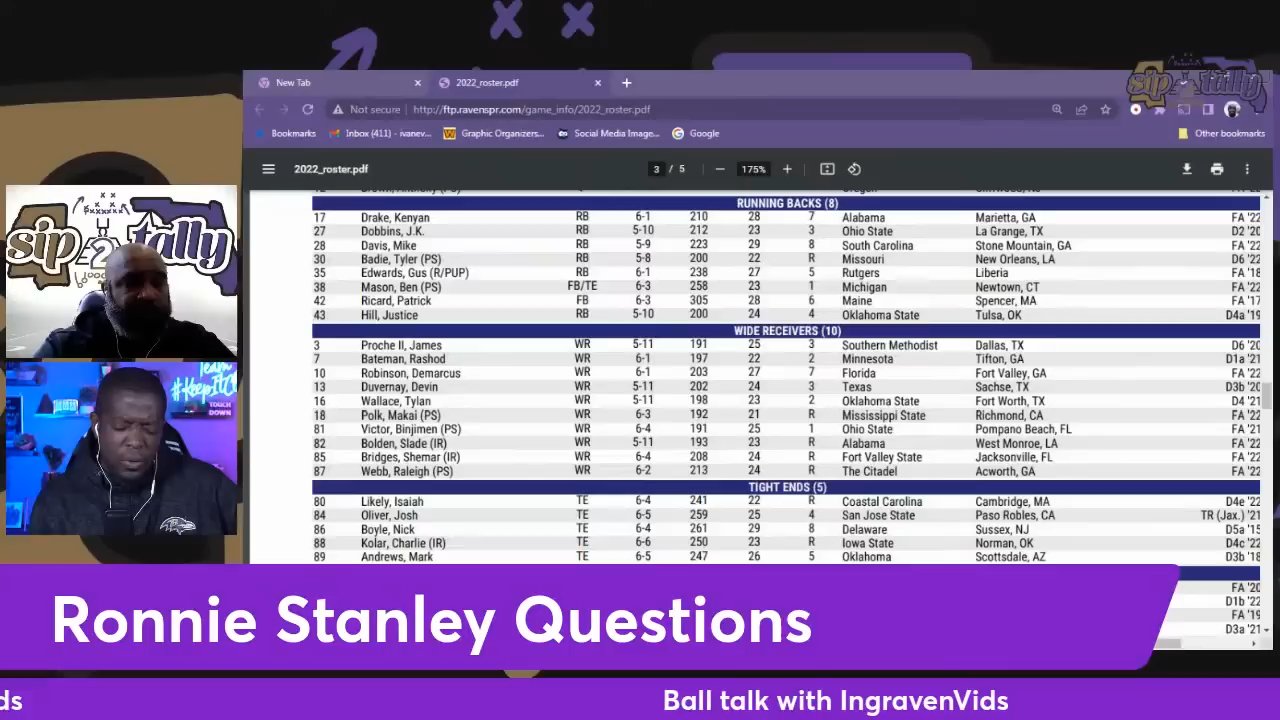 New Tab
2022_roster.pdf
Not secure http://ftp.ravenspr.com/game_info/2022_roster.pdf
Bookmarks Inbox (411) - ivanev... Graphic Organizers... Social Media Image... Google Other bookmarks
2022_roster.pdf 3 / 5 175%
RUNNING BACKS (8)
17 Drake, Kenyan RB 6-1 210 28 7 Alabama Marietta, GA FA '22
27 Dobbins, J.K. RB 5-10 212 23 3 Ohio State La Grange, TX D2 '20
28 Davis, Mike RB 5-9 223 29 8 South Carolina Stone Mountain, GA FA '22
30 Badie, Tyler (PS) RB 5-8 200 22 R Missouri New Orleans, LA D6 '22
35 Edwards, Gus (R/PUP) RB 6-1 238 27 5 Rutgers Liberia FA '18
38 Mason, Ben (PS) FB/TE 6-3 258 23 1 Michigan Newtown, CT FA '22
42 Ricard, Patrick FB 6-3 305 28 6 Maine Spencer, MA FA '17
43 Hill, Justice RB 5-10 200 24 4 Oklahoma State Tulsa, OK D4a '19
WIDE RECEIVERS (10)
3 Proche II, James WR 5-11 191 25 3 Southern Methodist Dallas, TX D6 '20
7 Bateman, Rashod WR 6-1 197 22 2 Minnesota Tifton, GA D1a '21
10 Robinson, Demarcus WR 6-1 203 27 7 Florida Fort Valley, GA FA '22
13 Duvernay, Devin WR 5-11 202 24 3 Texas Sachse, TX D3b '20
16 Wallace, Tylan WR 5-11 198 23 2 Oklahoma State Fort Worth, TX D4 '21
18 Polk, Makai (PS) WR 6-3 192 21 R Mississippi State Richmond, CA FA '22
81 Victor, Binjimen (PS) WR 6-4 191 25 1 Ohio State Pompano Beach, FL FA '21
82 Bolden, Slade (IR) WR 5-11 193 23 R Alabama West Monroe, LA FA '22
85 Bridges, Shemar (IR) WR 6-4 208 24 R Fort Valley State Jacksonville, FL FA '22
87 Webb, Raleigh (PS) WR 6-2 213 24 R The Citadel Acworth, GA FA '22
TIGHT ENDS (5)
80 Likely, Isaiah TE 6-4 241 22 R Coastal Carolina Cambridge, MA D4e '22
84 Oliver, Josh TE 6-5 259 25 4 San Jose State Paso Robles, CA TR (Jax.) '21
86 Boyle, Nick TE 6-4 261 29 8 Delaware Sussex, NJ D5a '15
88 Kolar, Charlie (IR) TE 6-6 250 23 R Iowa State Norman, OK D4c '22
89 Andrews, Mark TE 6-5 247 26 5 Oklahoma Scottsdale, AZ D3b '18
FA '20
D1b '22
FA '19
D3a '21
sip 2 tally
sip tally
Team
#KeepIt
TOUCH
DOWN
Ronnie Stanley Questions
ds Ball talk with IngravenVids